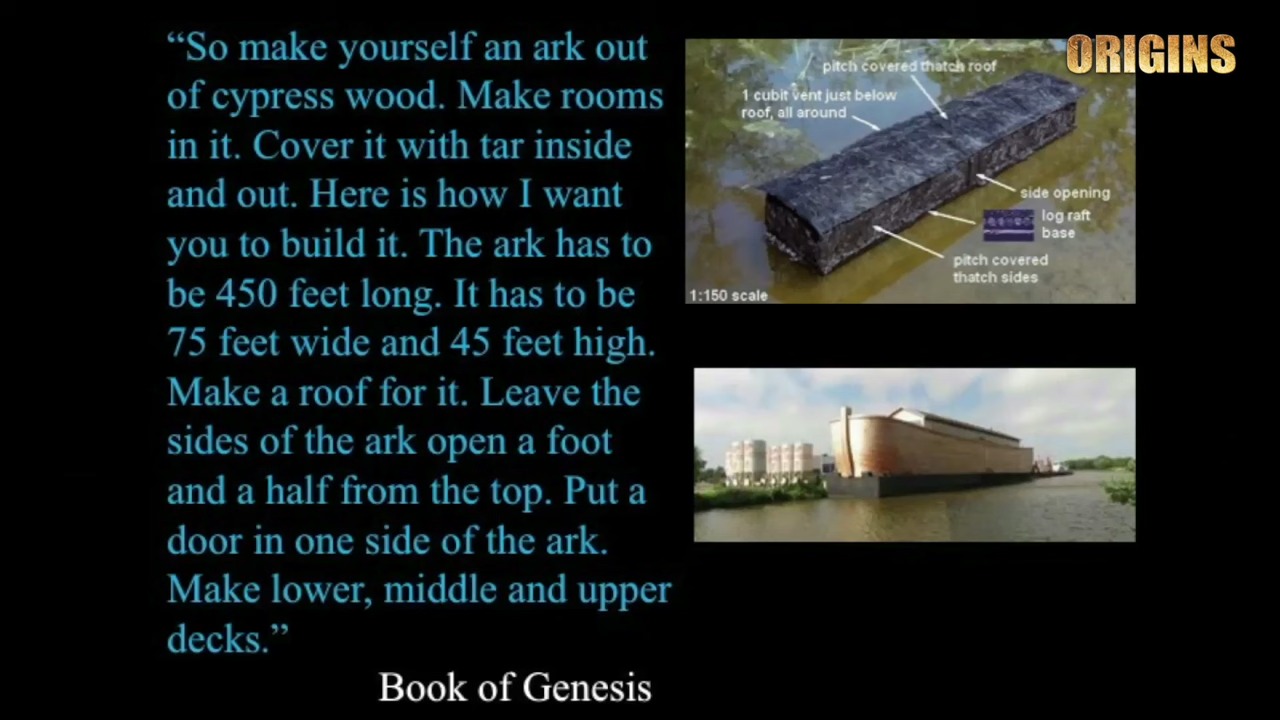 “So make yourself an ark out
of cypress wood. Make rooms
in it. Cover it with tar inside
and out. Here is how I want
you to build it. The ark has to
be 450 feet long. It has to be
75 feet wide and 45 feet high.
Make a roof for it. Leave the
sides of the ark open a foot
and a half from the top. Put a
door in one side of the ark.
Make lower, middle and upper
decks.”
Book of Genesis
ORIGINS
pitch covered thatch roof
1 cubit vent just below
roof, all around
side opening
log raft
base
pitch covered
thatch sides
1:150 scale